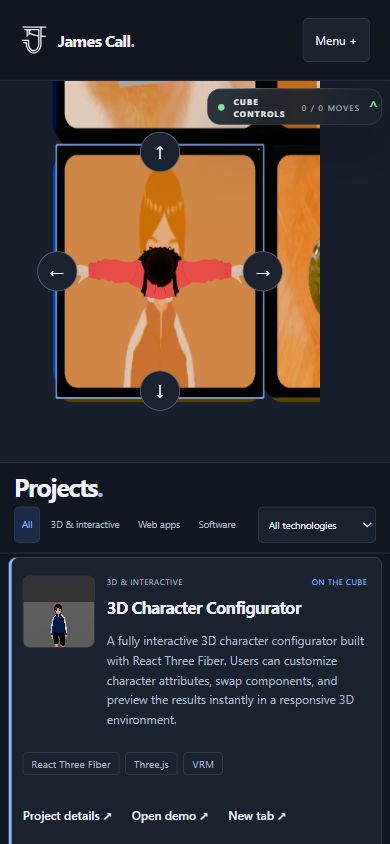 James Call.
Menu +
CUBE
CONTROLS
0 / 0 MOVES
^
↑
←
→
↓
Projects.
All
3D & interactive
Web apps
Software
All technologies
3D & INTERACTIVE
ON THE CUBE
3D Character Configurator
A fully interactive 3D character configurator built
with React Three Fiber. Users can customize
character attributes, swap components, and
preview the results instantly in a responsive 3D
environment.
React Three Fiber
Three.js
VRM
Project details ↗
Open demo ↗
New tab ↗